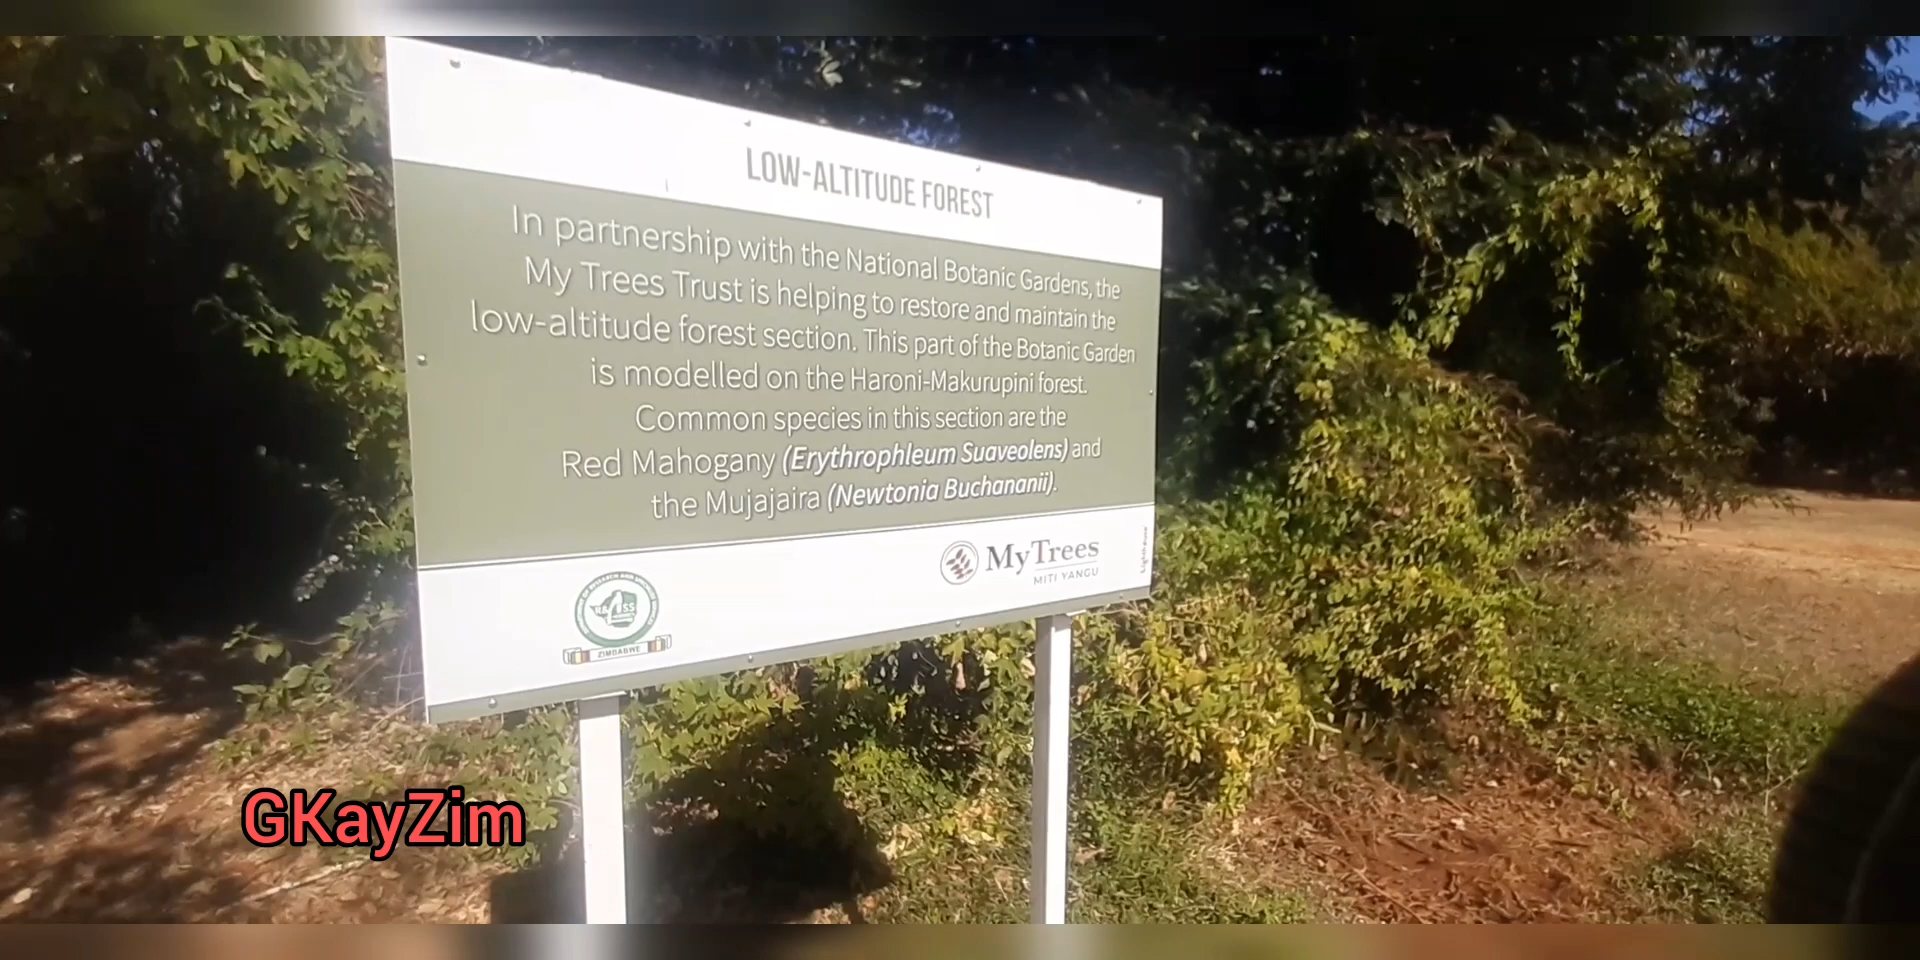 LOW-ALTITUDE FOREST
In partnership with the National Botanic Gardens, the
My Trees Trust is helping to restore and maintain the
low-altitude forest section. This part of the Botanic Garden
is modelled on the Haroni-Makurupini forest.
Common species in this section are the
Red Mahogany (Erythrophleum Suaveolens) and
the Mujajaira (Newtonia Buchananii).
MyTrees
MITI YANGU
R&SS
ZIMBABWE
GKayZim